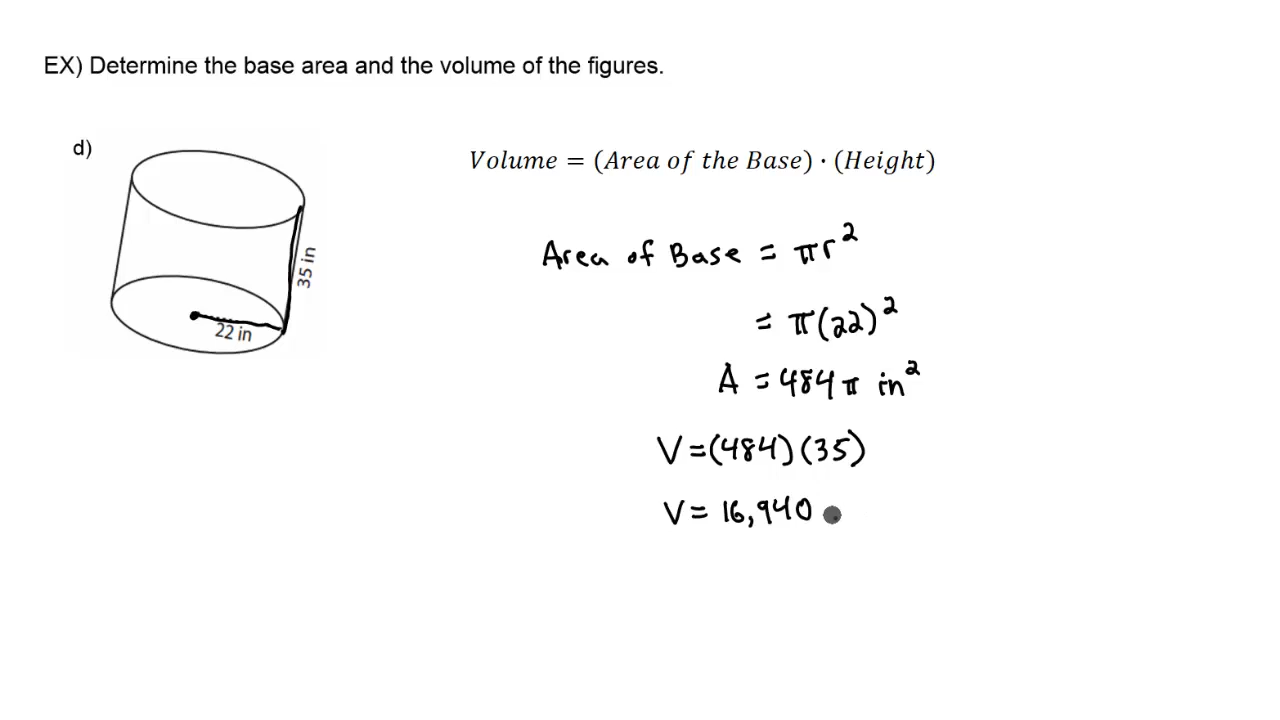 EX) Determine the base area and the volume of the figures.
d)
35 in
22 in
Volume = (Area of the Base) · (Height)
Area of Base = πr²
= π(22)²
A = 484π in²
V = (484)(35)
V = 16,940